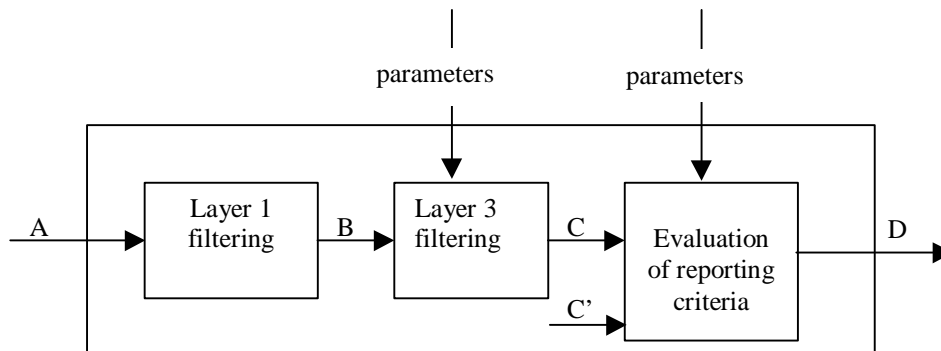 parameters
parameters
Layer 1
filtering
Layer 3
filtering
A
B
C
D
Evaluation
of reporting
criteria
C’